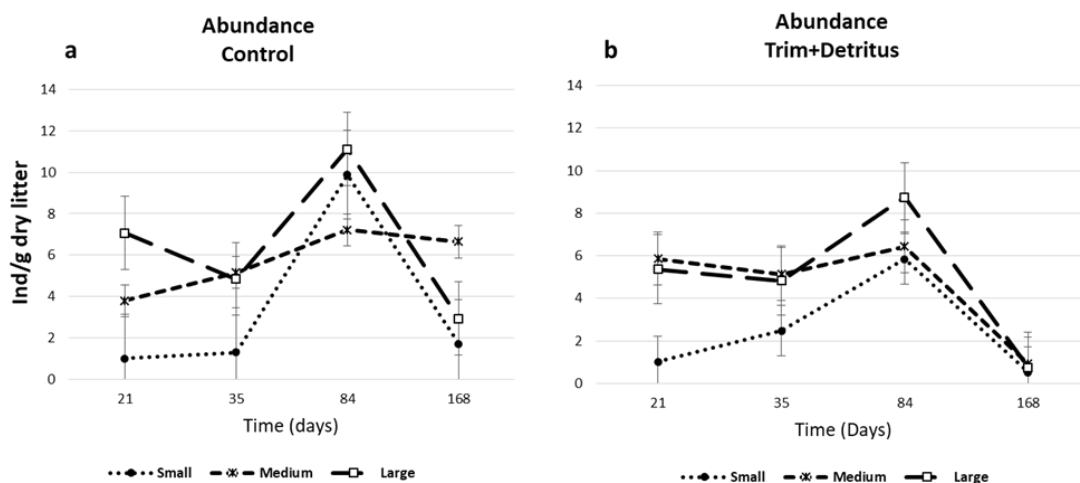 a
Abundance
Control
Ind/g dry litter
14
12
10
8
6
4
2
0
21 35 84 168
Time (days)
Small Medium Large
b
Abundance
Trim+Detritus
14
12
10
8
6
4
2
0
21 35 84 168
Time (Days)
Small Medium Large